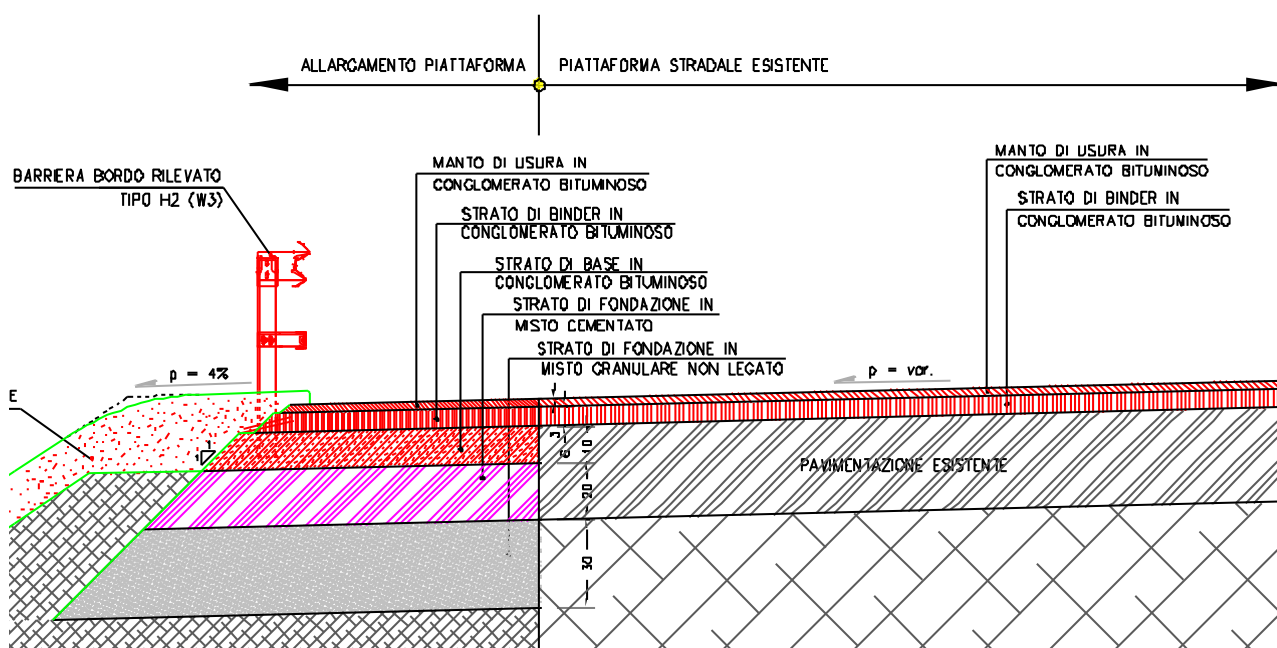 ALLARGAMENTO PIATTAFORMA
PIATTAFORMA STRADALE ESISTENTE
BARRIERA BORDO RILEVATO
TIPO H2 (W3)
MANTO DI USURA IN
CONGLOMERATO BITUMINOSO
STRATO DI BINDER IN
CONGLOMERATO BITUMINOSO
STRATO DI BASE IN
CONGLOMERATO BITUMINOSO
STRATO DI FONDAZIONE IN
MISTO CEMENTATO
STRATO DI FONDAZIONE IN
MISTO GRANULARE NON LEGATO
MANTO DI USURA IN
CONGLOMERATO BITUMINOSO
STRATO DI BINDER IN
CONGLOMERATO BITUMINOSO
p = 4%
p = var.
E
1
3
6
10
20
30
PAVIMENTAZIONE ESISTENTE